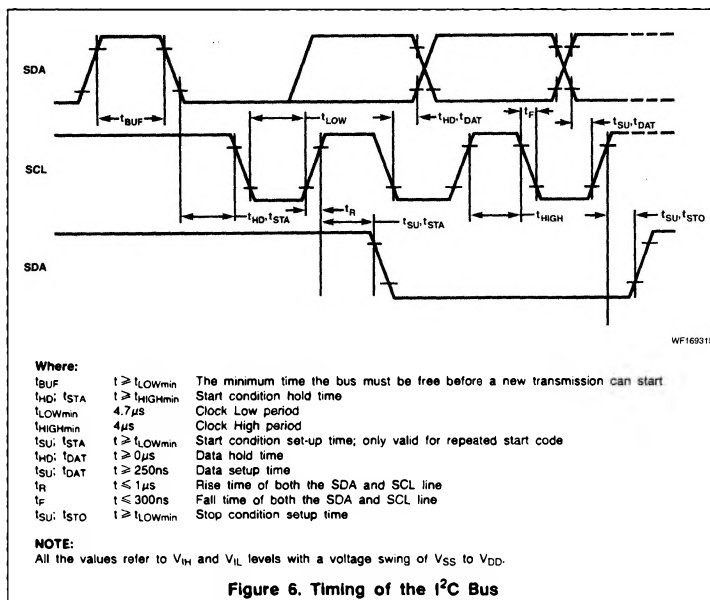 SDA
tBUF
tLOW
tHD, tDAT
tF
tSU, tDAT
SCL
tHD, tSTA
tR
tSU, tSTA
tHIGH
tSU, tSTO
SDA
WF16931S
Where:
tBUF t ≥ tLOWmin The minimum time the bus must be free before a new transmission can start
tHD; tSTA t ≥ tHIGHmin Start condition hold time
tLOWmin 4.7μs Clock Low period
tHIGHmin 4μs Clock High period
tSU; tSTA t ≥ tLOWmin Start condition set-up time; only valid for repeated start code
tHD; tDAT t ≥ 0μs Data hold time
tSU; tDAT t ≥ 250ns Data setup time
tR t ≤ 1μs Rise time of both the SDA and SCL line
tF t ≤ 300ns Fall time of both the SDA and SCL line
tSU; tSTO t ≥ tLOWmin Stop condition setup time
NOTE:
All the values refer to VIH and VIL levels with a voltage swing of VSS to VDD.
Figure 6. Timing of the I²C Bus